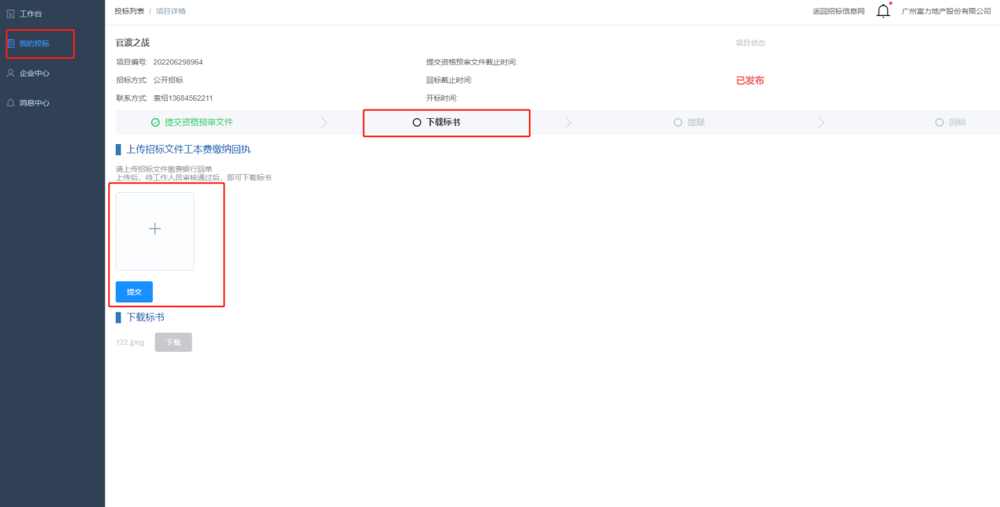 工作台
我的投标
企业中心
消息中心
投标列表 / 项目详情
返回招标信息网
广州富力地产股份有限公司
官渡之战
项目状态
项目编号: 202206298964
提交资格预审文件截止时间:
招标方式: 公开招标
回标截止时间:
已发布
联系方式: 袁绍13684562211
开标时间:
提交资格预审文件
下载标书
提疑
回标
上传招标文件工本费缴纳回执
请上传招标文件缴费银行回单
上传后，待工作人员审核通过后，即可下载标书
提交
下载标书
122.jpeg
下载